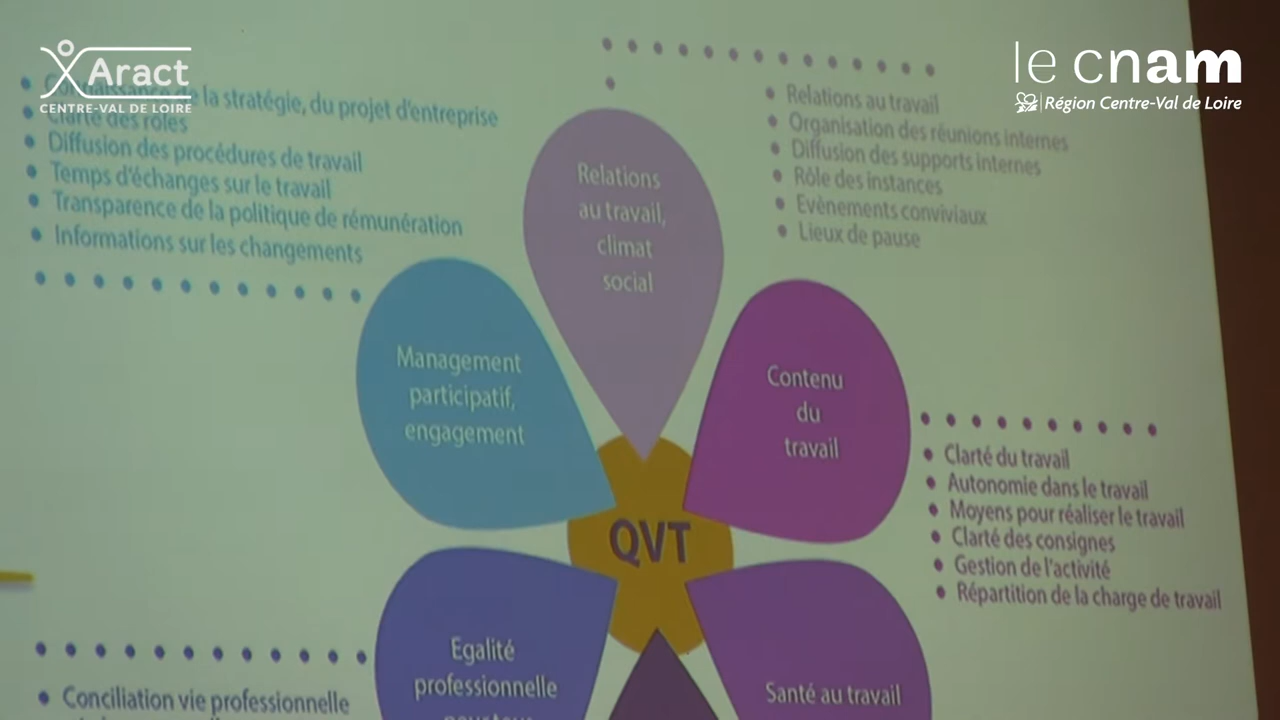 Aract
CENTRE-VAL DE LOIRE
le cnam
Région Centre-Val de Loire
Connaissance de la stratégie, du projet d'entreprise
Clarté des rôles
Diffusion des procédures de travail
Temps d'échanges sur le travail
Transparence de la politique de rémunération
Informations sur les changements
Relations
au travail,
climat
social
Relations au travail
Organisation des réunions internes
Diffusion des supports internes
Rôle des instances
Evènements conviviaux
Lieux de pause
Management
participatif,
engagement
Contenu
du
travail
Clarté du travail
Autonomie dans le travail
Moyens pour réaliser le travail
Clarté des consignes
Gestion de l'activité
Répartition de la charge de travail
QVT
Egalité
professionnelle
Santé au travail
Conciliation vie professionnelle